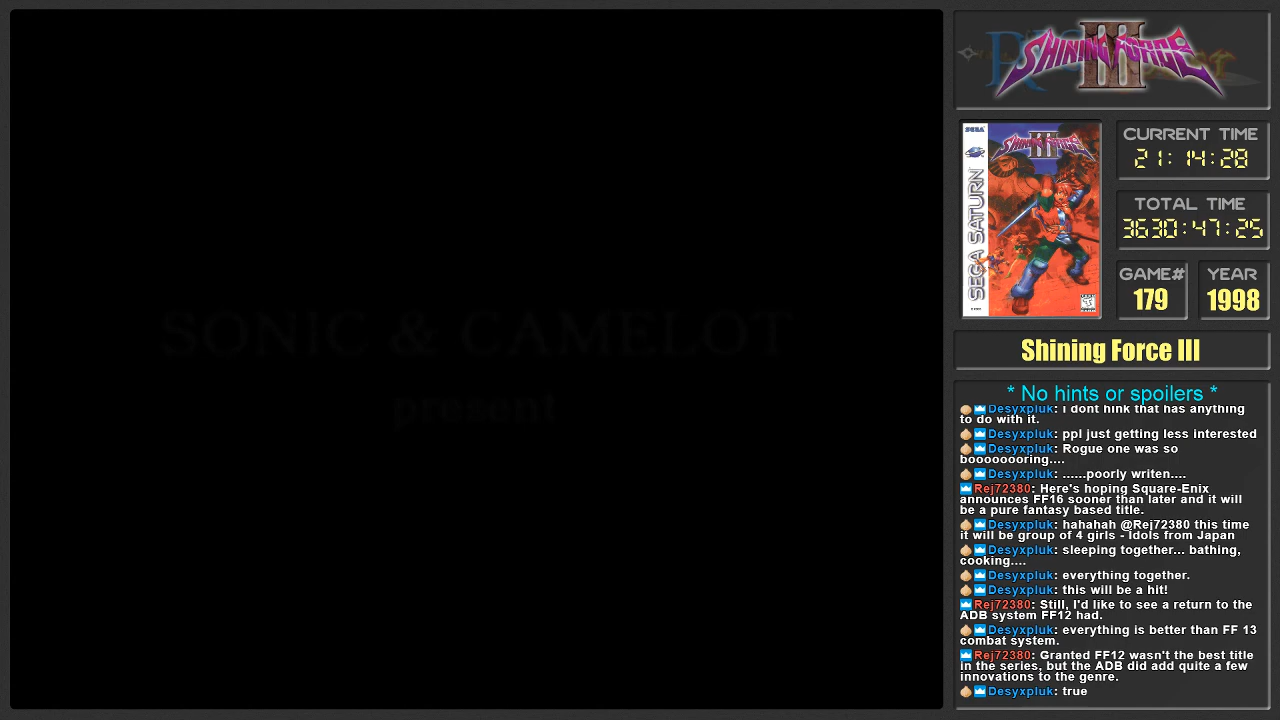 SONIC & CAMELOT
present
SHINING FORCE
III
SEGA
SHINING FORCE
III
SEGA SATURN
CURRENT TIME
21:14:28
TOTAL TIME
3630:47:25
GAME#
179
YEAR
1998
Shining Force III
* No hints or spoilers *
Desyxpluk: I dont hink that has anything
to do with it.
Desyxpluk: ppl just getting less interested
Desyxpluk: Rogue one was so
boooooooring....
Desyxpluk: ......poorly writen....
Rej72380: Here's hoping Square-Enix
announces FF16 sooner than later and it will
be a pure fantasy based title.
Desyxpluk: hahahah @Rej72380 this time
it will be group of 4 girls - Idols from Japan
Desyxpluk: sleeping together... bathing,
cooking....
Desyxpluk: everything together.
Desyxpluk: this will be a hit!
Rej72380: Still, I'd like to see a return to the
ADB system FF12 had.
Desyxpluk: everything is better than FF 13
combat system.
Rej72380: Granted FF12 wasn't the best title
in the series, but the ADB did add quite a few
innovations to the genre.
Desyxpluk: true